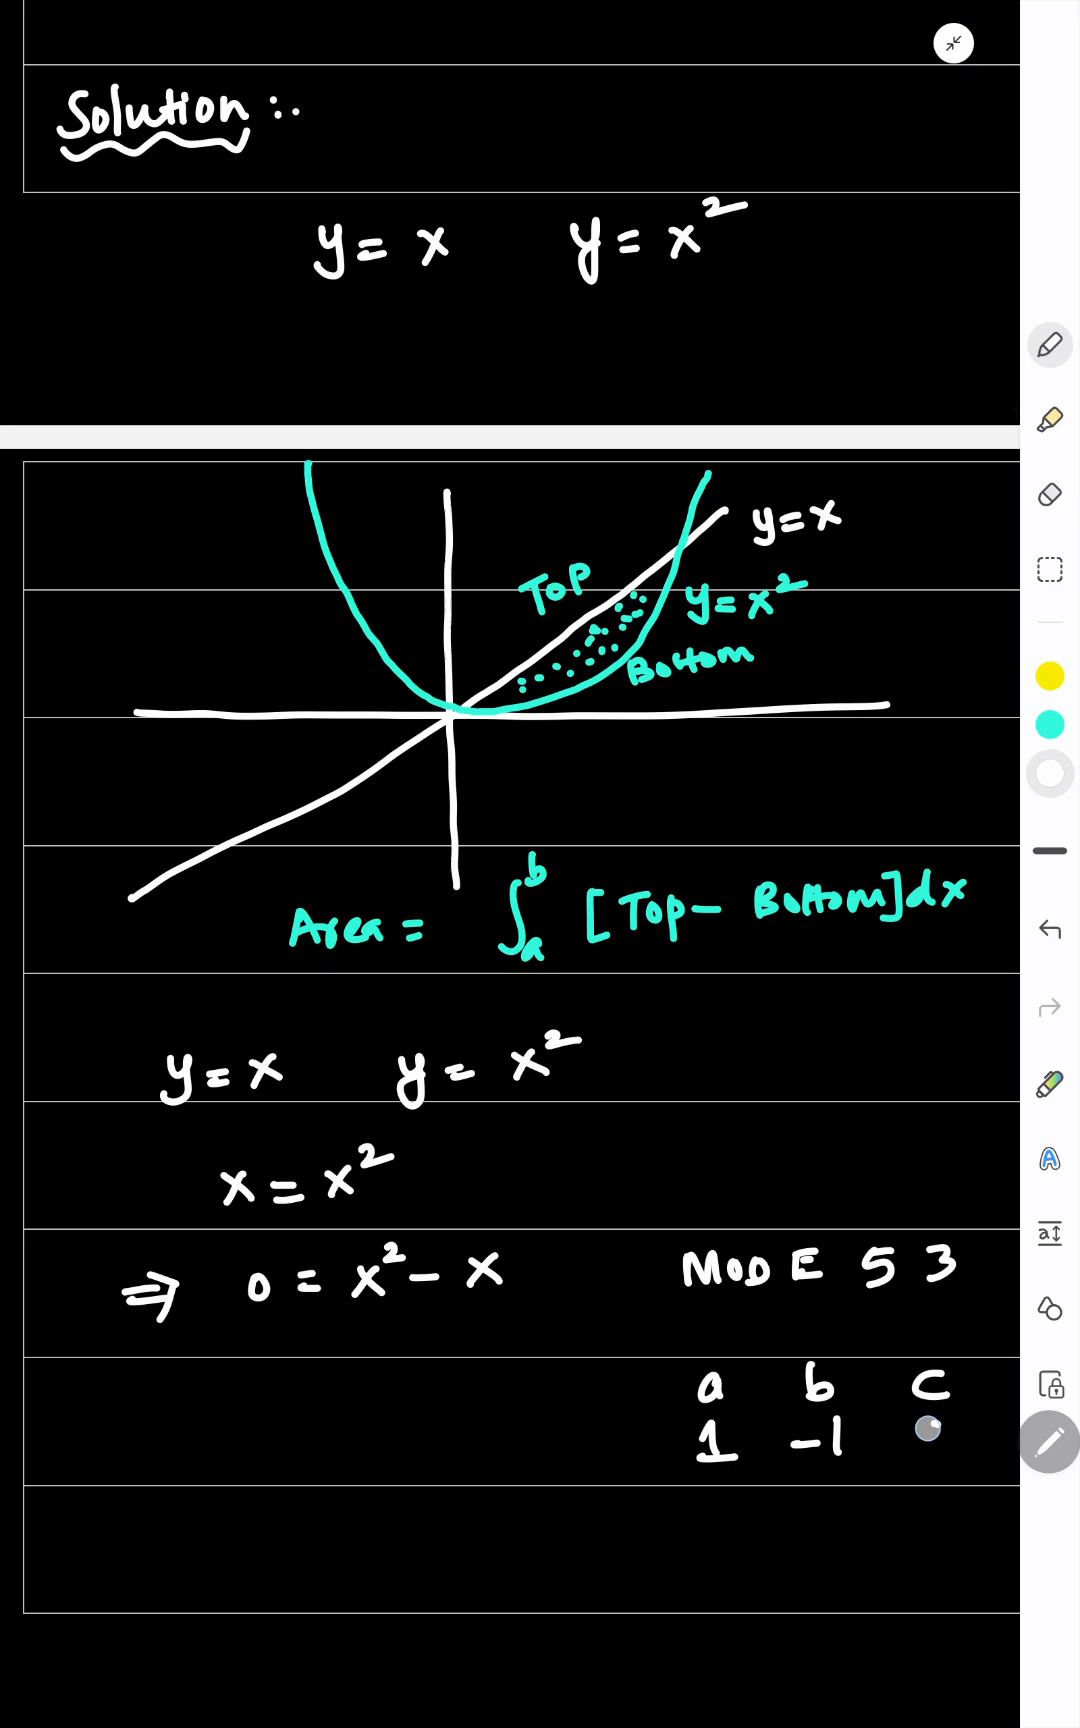 Solution :.
y = x y = x²
y = x
Top
y = x²
Bottom
Area = ∫ₐᵇ [Top - Bottom] dx
y = x y = x²
x = x²
⇒ 0 = x² - x MODE 5 3
a b c
1 -1